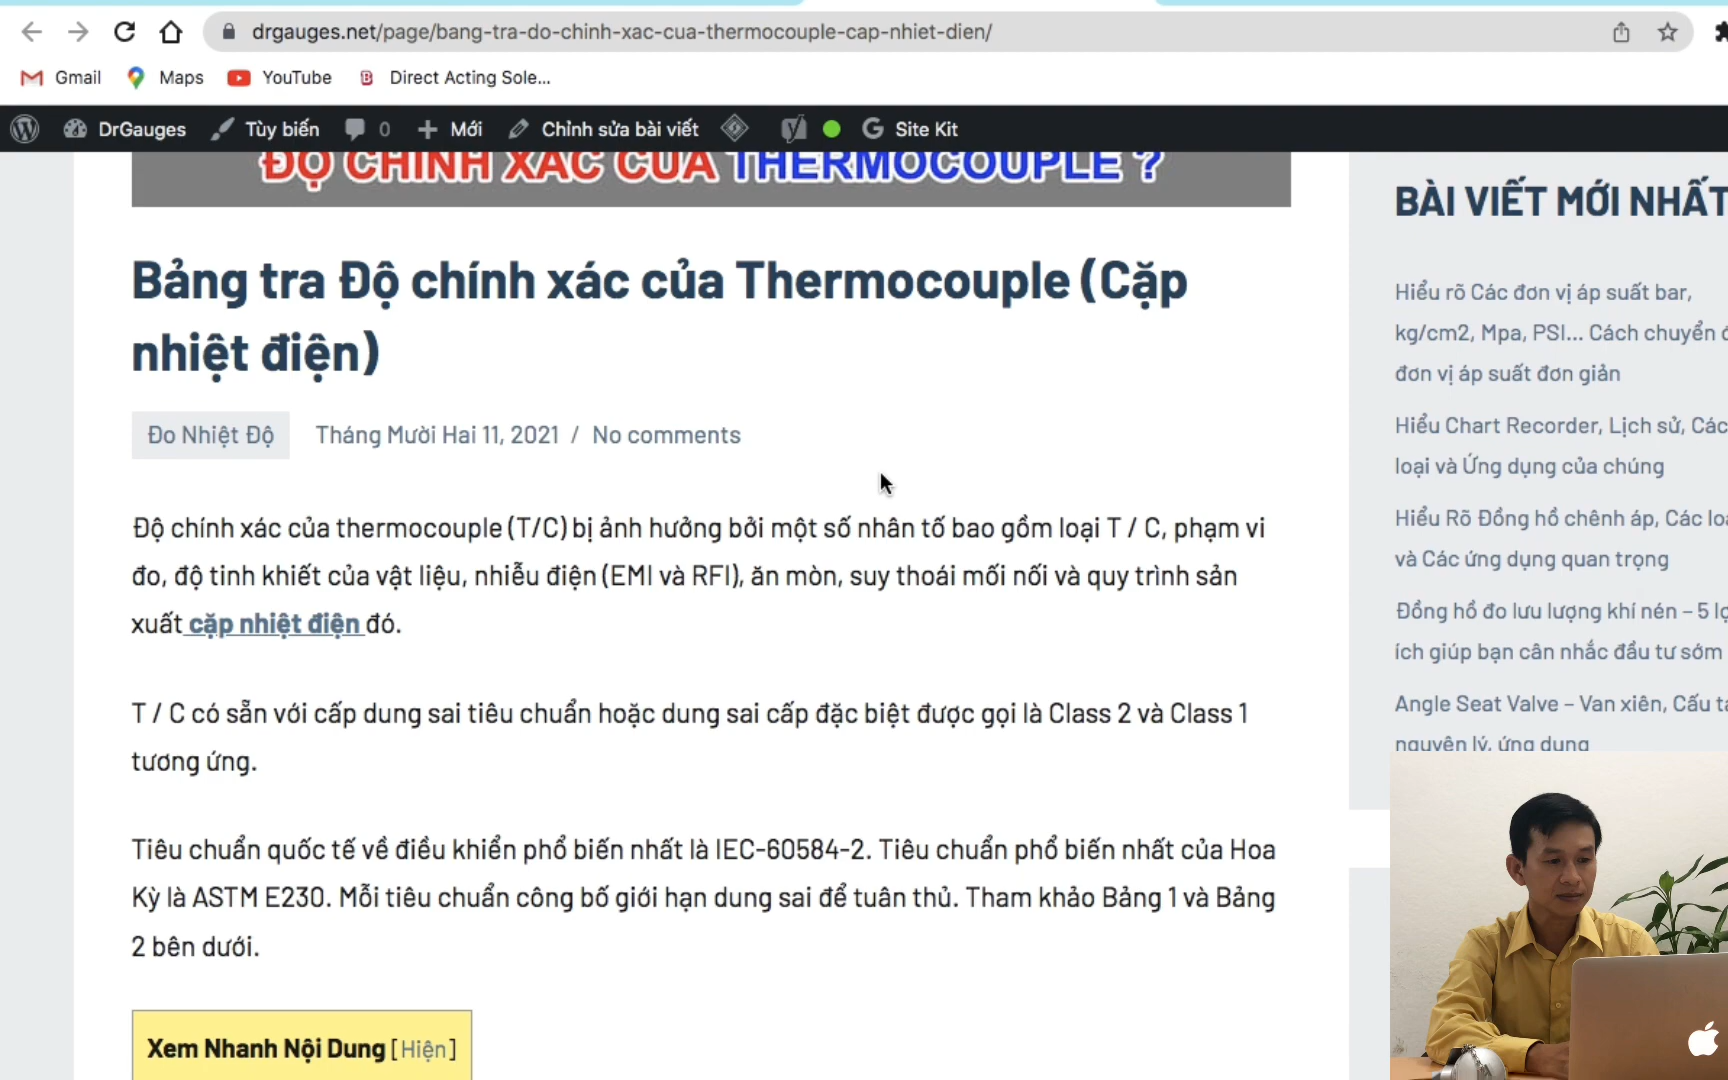 drgauges.net/page/bang-tra-do-chinh-xac-cua-thermocouple-cap-nhiet-dien/
Gmail
Maps
YouTube
Direct Acting Sole...
DrGauges
Tùy biến
0
Mới
Chỉnh sửa bài viết
Site Kit
ĐỘ CHÍNH XÁC CỦA THERMOCOUPLE ?
Bảng tra Độ chính xác của Thermocouple (Cặp
nhiệt điện)
Đo Nhiệt Độ
Tháng Mười Hai 11, 2021 / No comments
Độ chính xác của thermocouple (T/C) bị ảnh hưởng bởi một số nhân tố bao gồm loại T / C, phạm vi
đo, độ tinh khiết của vật liệu, nhiễu điện (EMI và RFI), ăn mòn, suy thoái mối nối và quy trình sản
xuất cặp nhiệt điện đó.
T / C có sẵn với cấp dung sai tiêu chuẩn hoặc dung sai cấp đặc biệt được gọi là Class 2 và Class 1
tương ứng.
Tiêu chuẩn quốc tế về điều khiển phổ biến nhất là IEC-60584-2. Tiêu chuẩn phổ biến nhất của Hoa
Kỳ là ASTM E230. Mỗi tiêu chuẩn công bố giới hạn dung sai để tuân thủ. Tham khảo Bảng 1 và Bảng
2 bên dưới.
Xem Nhanh Nội Dung [Hiện]
BÀI VIẾT MỚI NHẤT
Hiểu rõ Các đơn vị áp suất bar,
kg/cm2, Mpa, PSI... Cách chuyển
đơn vị áp suất đơn giản
Hiểu Chart Recorder, Lịch sử, Các
loại và Ứng dụng của chúng
Hiểu Rõ Đồng hồ chênh áp, Các
và Các ứng dụng quan trọng
Đồng hồ đo lưu lượng khí nén – 5
ích giúp bạn cân nhắc đầu tư sớm
Angle Seat Valve – Van xiên, Cấu
nguyên lý, ứng dụng